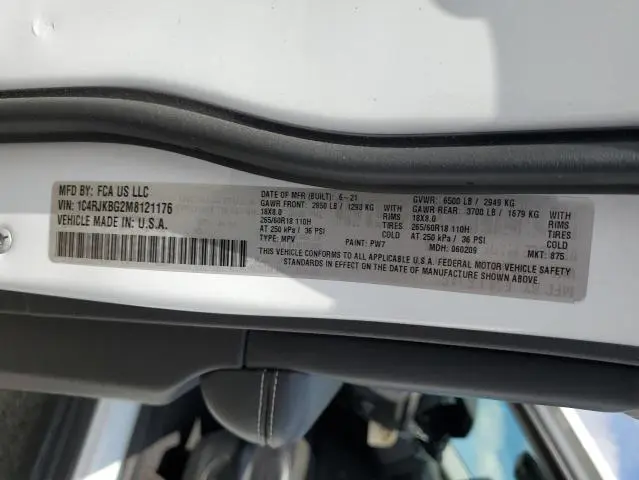 MFD BY: FCA US LLC
VIN: 1C4RJKBG2M8121176
VEHICLE MADE IN: U.S.A.
DATE OF MFR (BUILT): 6-21
GAWR FRONT: 2850 LB / 1293 KG
18X8.0 RIMS
265/60R18 110H TIRES
AT 250 kPa / 36 PSI COLD
TYPE: MPV PAINT: PW7
GVWR: 6500 LB / 2949 KG
GAWR REAR: 3700 LB / 1679 KG
18X8.0 RIMS
265/60R18 110H TIRES
AT 250 kPa / 36 PSI COLD
MDH: 060209 MKT: 875
THIS VEHICLE CONFORMS TO ALL APPLICABLE U.S.A. FEDERAL MOTOR VEHICLE SAFETY
STANDARDS IN EFFECT ON THE DATE OF MANUFACTURE SHOWN ABOVE.